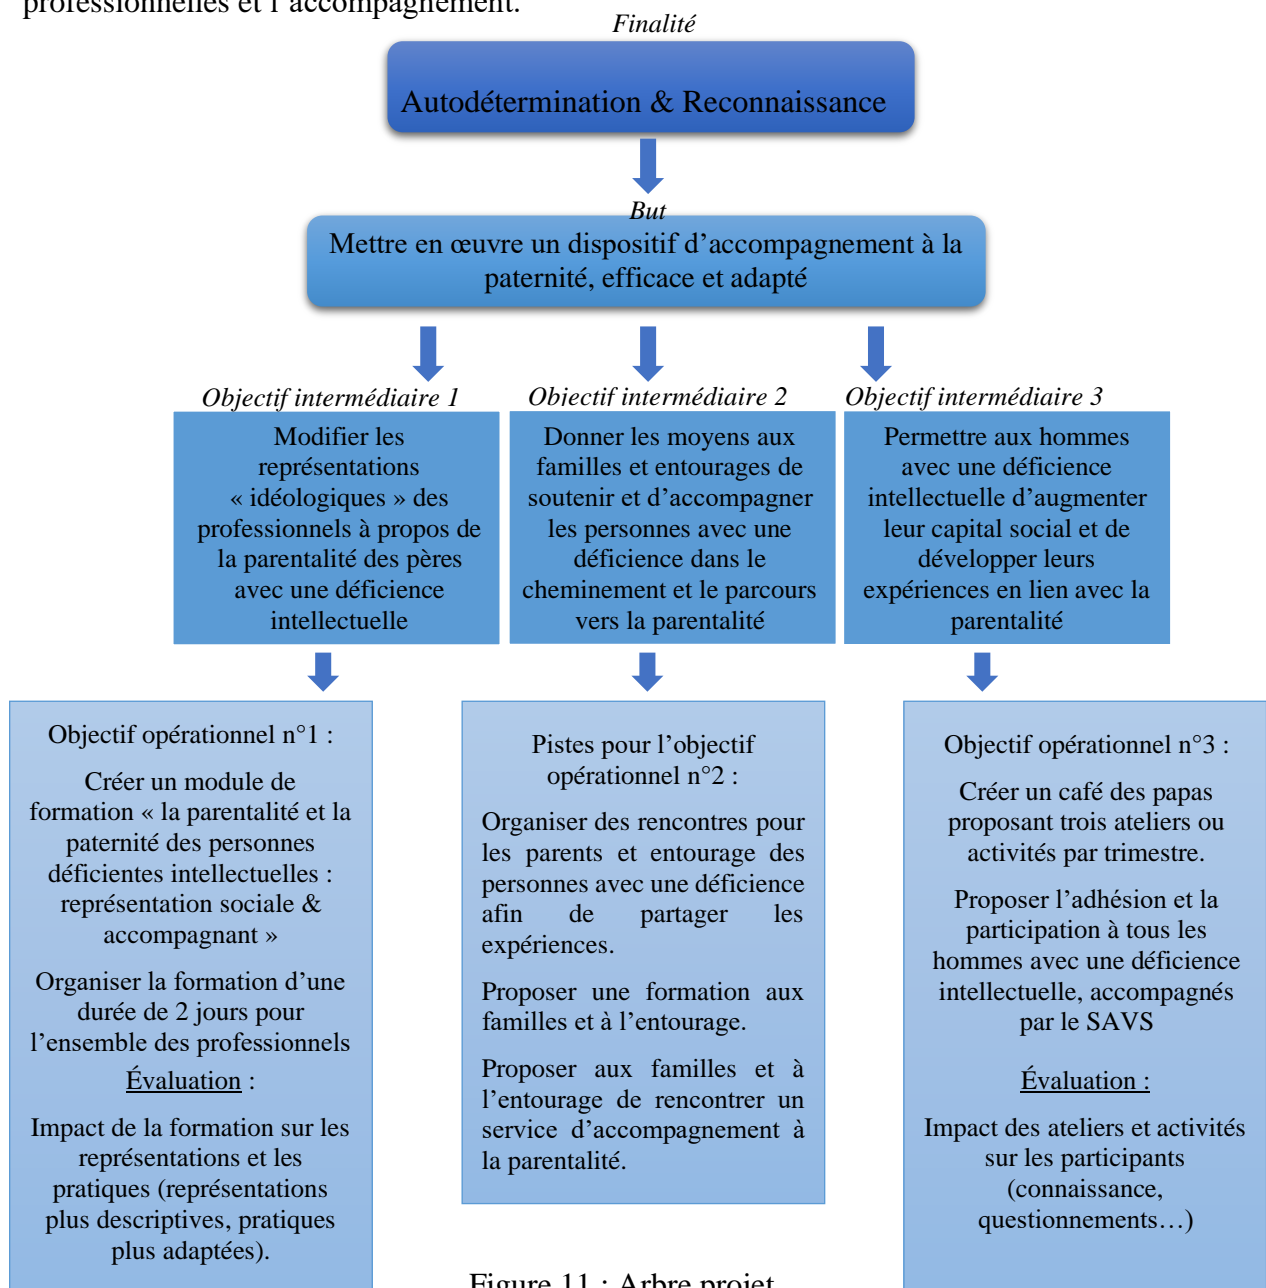 professionnelles et l’accompagnement.
Finalité
Autodétermination & Reconnaissance
But
Mettre en œuvre un dispositif d’accompagnement à la
paternité, efficace et adapté
Objectif intermédiaire 1
Modifier les
représentations
« idéologiques » des
professionnels à propos de
la parentalité des pères
avec une déficience
intellectuelle
Objectif intermédiaire 2
Donner les moyens aux
familles et entourages de
soutenir et d’accompagner
les personnes avec une
déficience dans le
cheminement et le parcours
vers la parentalité
Objectif intermédiaire 3
Permettre aux hommes
avec une déficience
intellectuelle d’augmenter
leur capital social et de
développer leurs
expériences en lien avec la
parentalité
Objectif opérationnel n°1 :
Créer un module de
formation « la parentalité et la
paternité des personnes
déficientes intellectuelles :
représentation sociale &
accompagnant »
Organiser la formation d’une
durée de 2 jours pour
l’ensemble des professionnels
Évaluation :
Impact de la formation sur les
représentations et les
pratiques (représentations
plus descriptives, pratiques
plus adaptées).
Pistes pour l’objectif
opérationnel n°2 :
Organiser des rencontres pour
les parents et entourage des
personnes avec une déficience
afin de partager les
expériences.
Proposer une formation aux
familles et à l’entourage.
Proposer aux familles et à
l’entourage de rencontrer un
service d’accompagnement à
la parentalité.
Objectif opérationnel n°3 :
Créer un café des papas
proposant trois ateliers ou
activités par trimestre.
Proposer l’adhésion et la
participation à tous les
hommes avec une déficience
intellectuelle, accompagnés
par le SAVS
Évaluation :
Impact des ateliers et activités
sur les participants
(connaissance,
questionnements…)
Figure 11 : Arbre projet